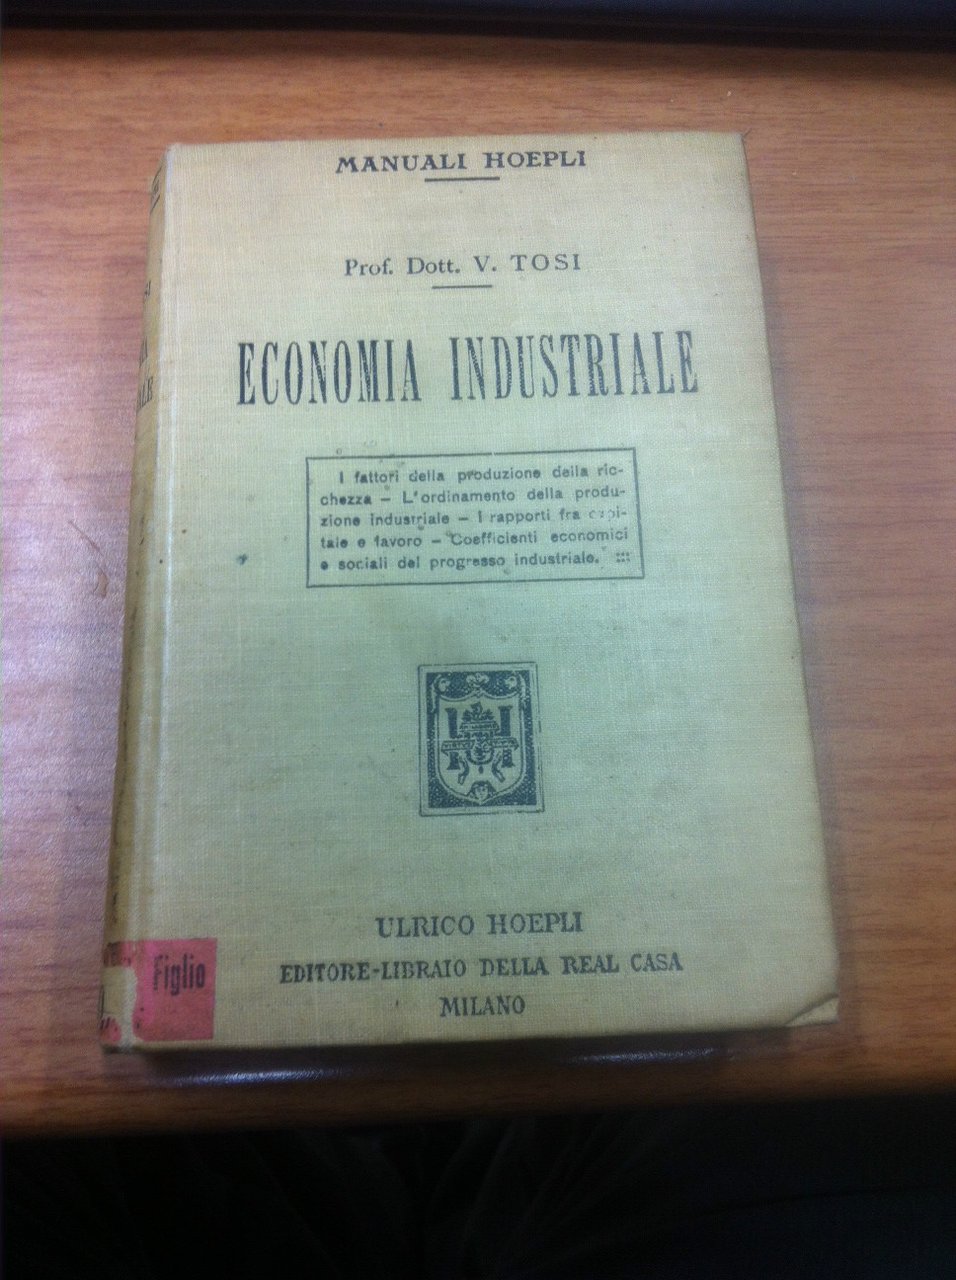 MANUALI HOEPLI
Prof. Dott. V. TOSI
ECONOMIA INDUSTRIALE
I fattori della produzione della ric-
chezza – L'ordinamento della produ-
zione industriale – I rapporti fra capi-
tale e lavoro – Coefficienti economici
e sociali del progresso industriale.
ULRICO HOEPLI
EDITORE-LIBRAIO DELLA REAL CASA
MILANO
Figlio